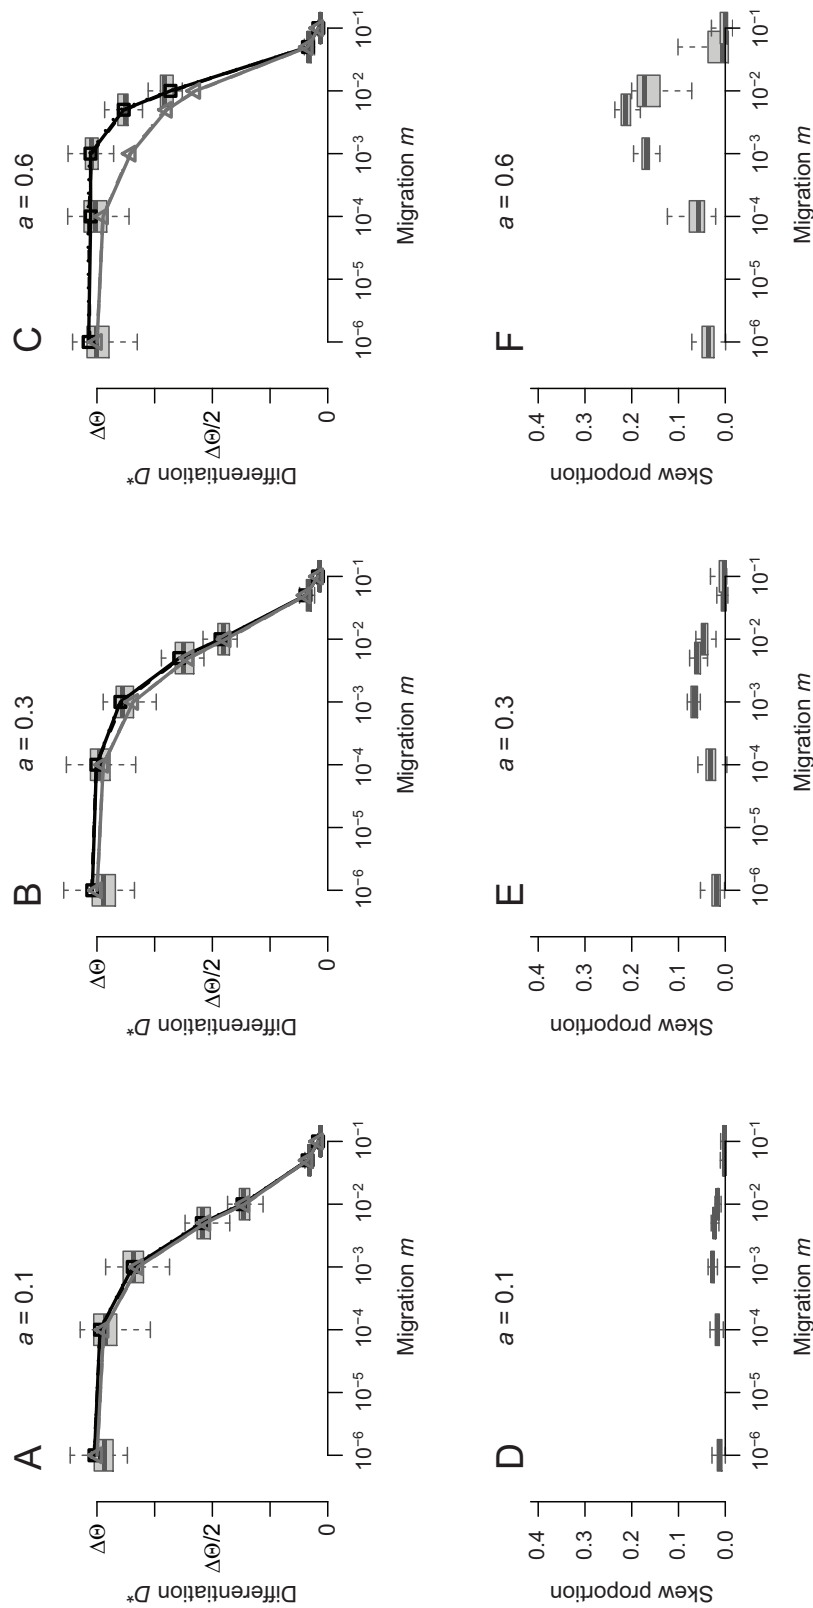 A
a = 0.1
Differentiation D*
ΔΘ
ΔΘ/2
0
10⁻⁶ 10⁻⁵ 10⁻⁴ 10⁻³ 10⁻² 10⁻¹
Migration m
B
a = 0.3
Differentiation D*
ΔΘ
ΔΘ/2
0
10⁻⁶ 10⁻⁵ 10⁻⁴ 10⁻³ 10⁻² 10⁻¹
Migration m
C
a = 0.6
Differentiation D*
ΔΘ
ΔΘ/2
0
10⁻⁶ 10⁻⁵ 10⁻⁴ 10⁻³ 10⁻² 10⁻¹
Migration m
D
a = 0.1
Skew proportion
0.4
0.3
0.2
0.1
0.0
10⁻⁶ 10⁻⁵ 10⁻⁴ 10⁻³ 10⁻² 10⁻¹
Migration m
E
a = 0.3
Skew proportion
0.4
0.3
0.2
0.1
0.0
10⁻⁶ 10⁻⁵ 10⁻⁴ 10⁻³ 10⁻² 10⁻¹
Migration m
F
a = 0.6
Skew proportion
0.4
0.3
0.2
0.1
0.0
10⁻⁶ 10⁻⁵ 10⁻⁴ 10⁻³ 10⁻² 10⁻¹
Migration m